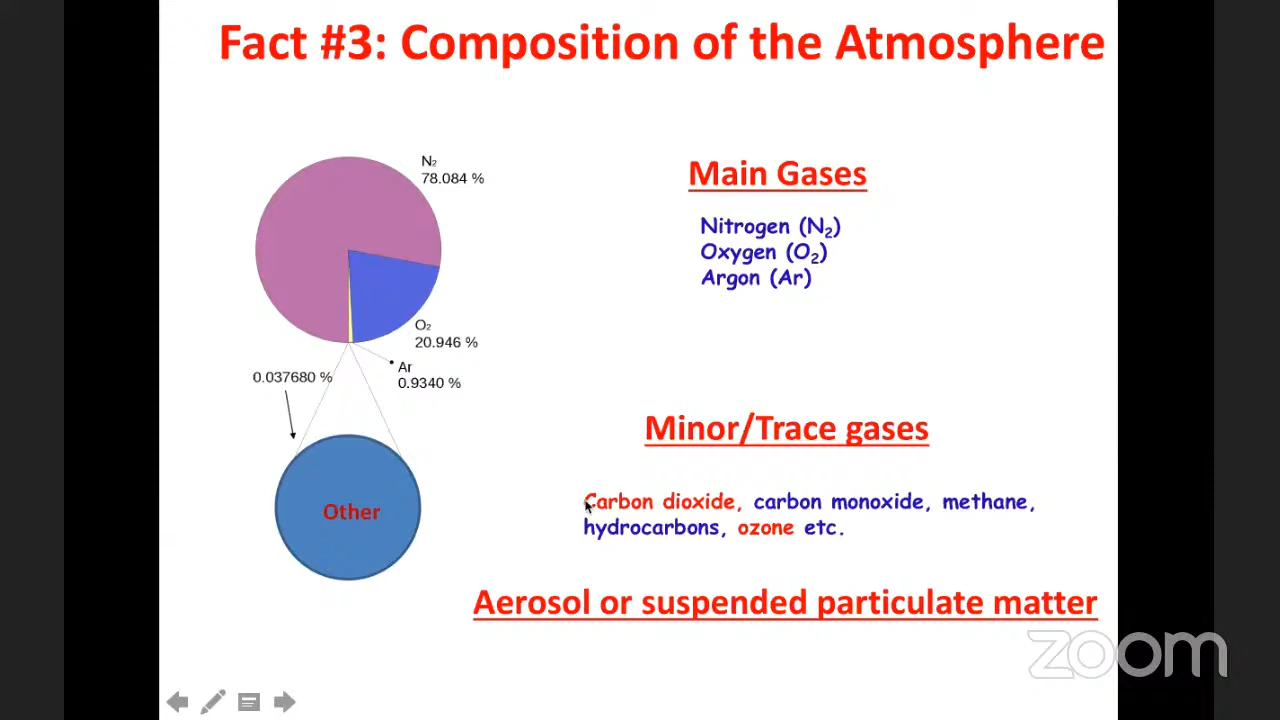 Fact #3: Composition of the Atmosphere
N₂
78.084 %
O₂
20.946 %
Ar
0.9340 %
0.037680 %
Other
Main Gases
Nitrogen (N₂)
Oxygen (O₂)
Argon (Ar)
Minor/Trace gases
Carbon dioxide, carbon monoxide, methane,
hydrocarbons, ozone etc.
Aerosol or suspended particulate matter
zoom